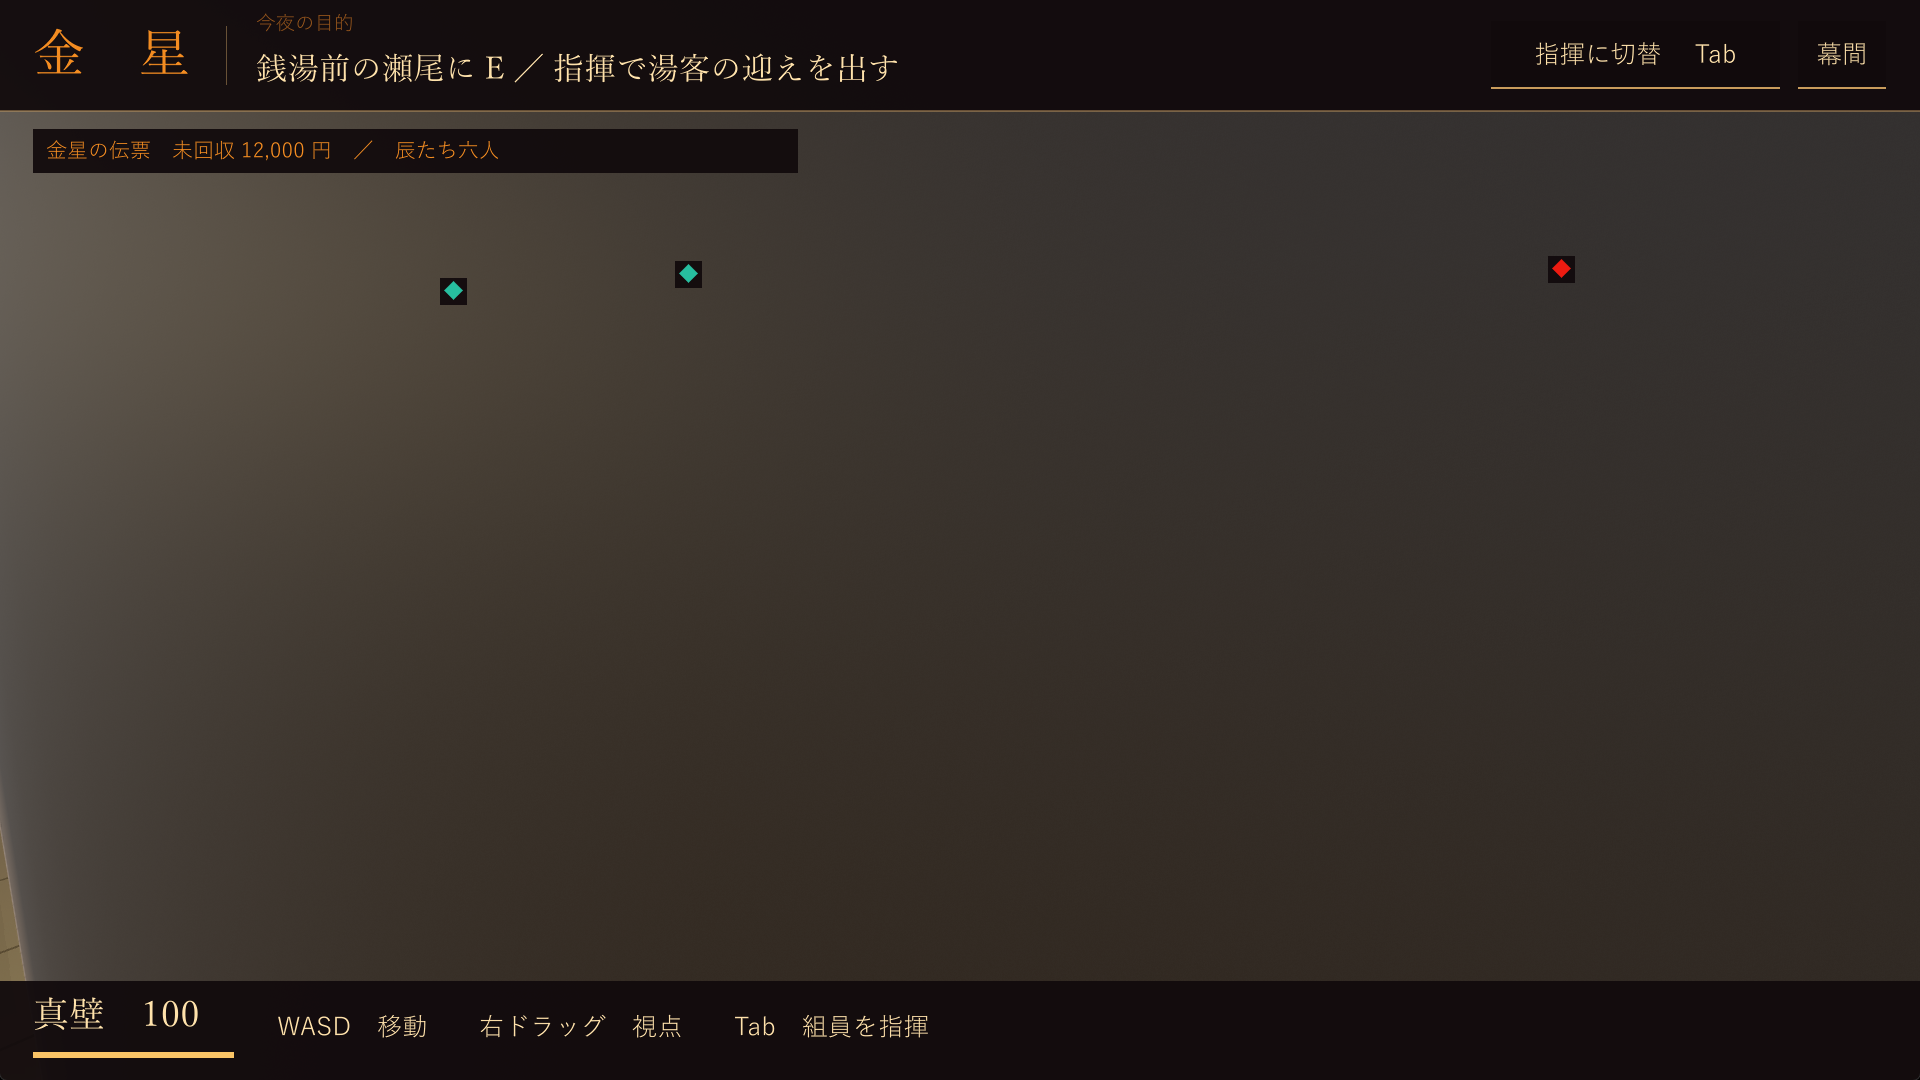 金 星
今夜の目的
銭湯前の瀬尾に E ／ 指揮で湯客の迎えを出す
指揮に切替 Tab
幕間
金星の伝票 未回収 12,000 円 ／ 辰たち六人
真壁 100
WASD 移動 右ドラッグ 視点 Tab 組員を指揮